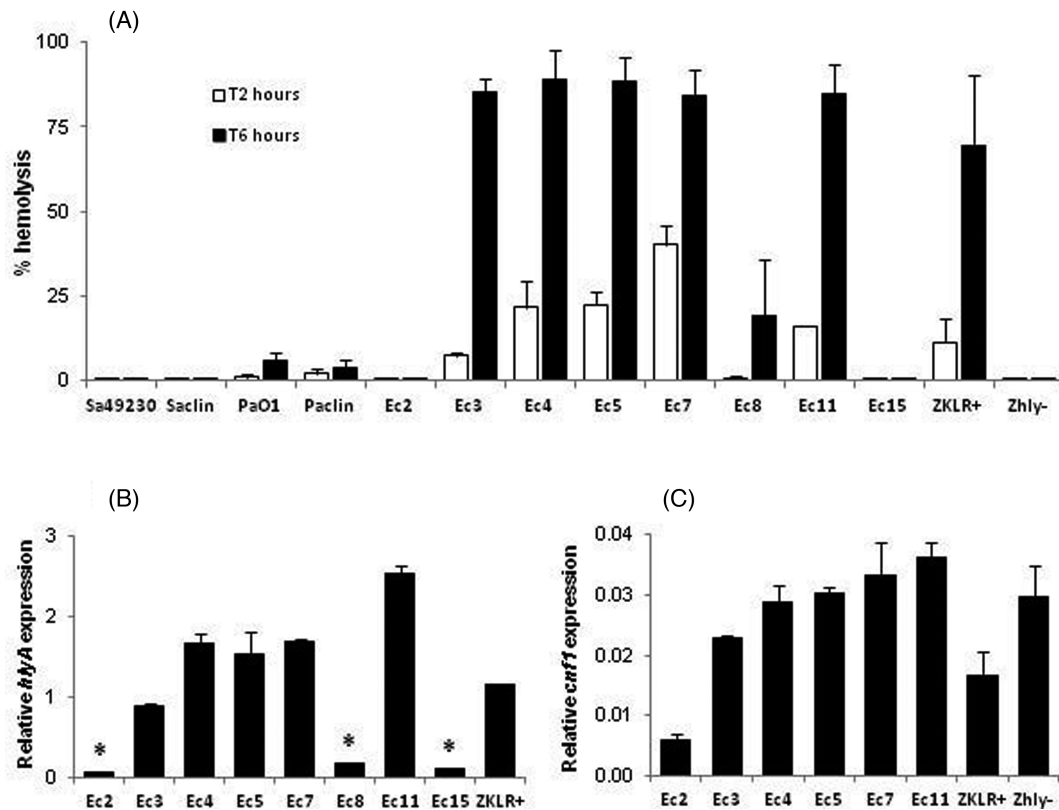 (A)
100
75
50
25
0
% hemolysis
T2 hours
T6 hours
Sa49230 Saclin PaO1 Paclin Ec2 Ec3 Ec4 Ec5 Ec7 Ec8 Ec11 Ec15 ZKLR+ Zhly-
(B)
3
2
1
0
Relative hlyA expression
* * *
Ec2 Ec3 Ec4 Ec5 Ec7 Ec8 Ec11 Ec15 ZKLR+
(C)
0.04
0.03
0.02
0.01
0.00
Relative cnf1 expression
Ec2 Ec3 Ec4 Ec5 Ec7 Ec11 ZKLR+ Zhly-